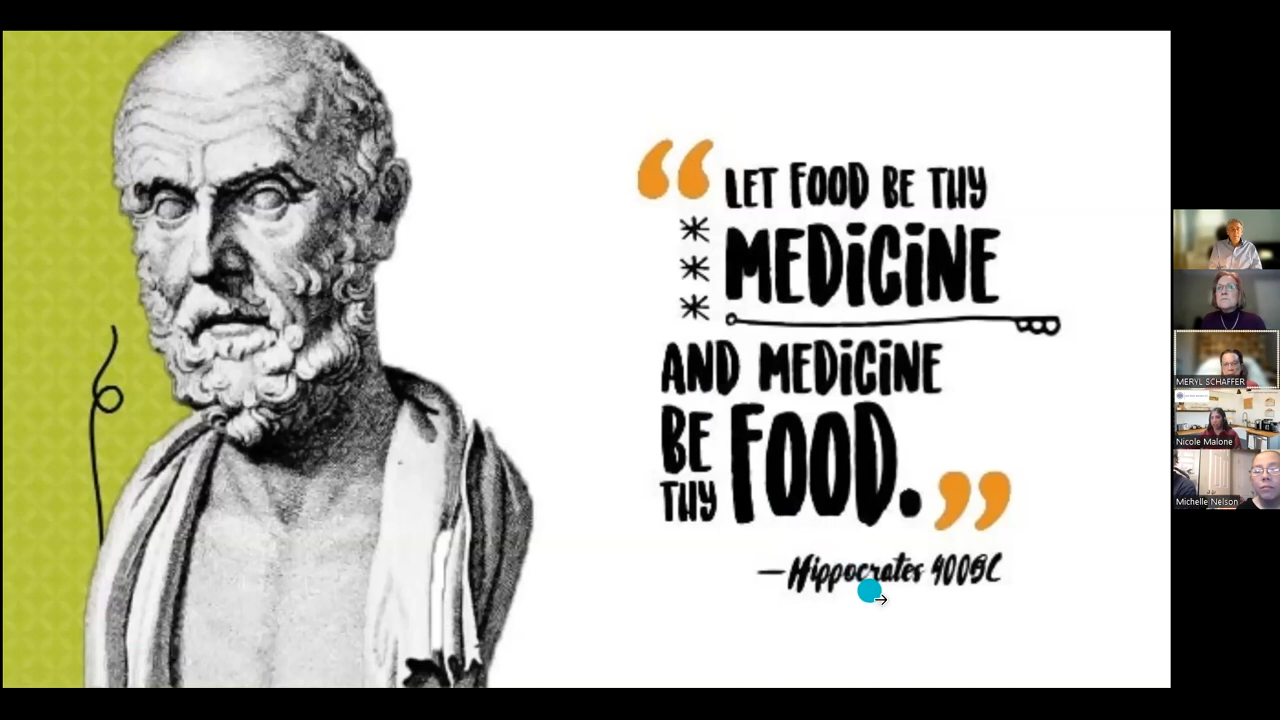 “ LET FOOD BE THY
MEDICINE
AND MEDICINE
BE FOOD. ”
THY
—Hippocrates 400BC
MERYL SCHAFFER
Nicole Malone
Michelle Nelson